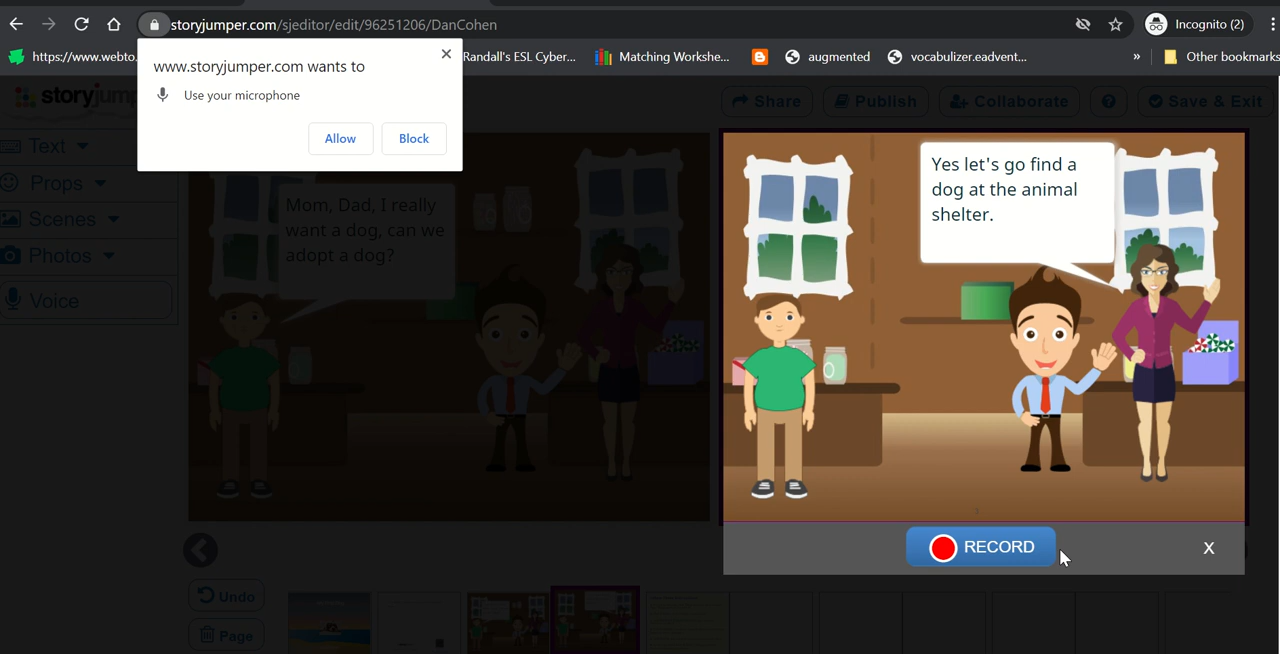 storyjumper.com/sjeditor/edit/96251206/DanCohen
Incognito (2)
https://www.webto
Randall's ESL Cyber...
Matching Workshe...
augmented
vocabulizer.eadvent...
»
Other bookmarks
www.storyjumper.com wants to
Use your microphone
Allow
Block
storyjump
Share
Publish
Collaborate
?
Save & Exit
Text
Props
Scenes
Photos
Voice
Mom, Dad, I really
want a dog, can we
adopt a dog?
Yes let's go find a
dog at the animal
shelter.
RECORD
X
Undo
Page